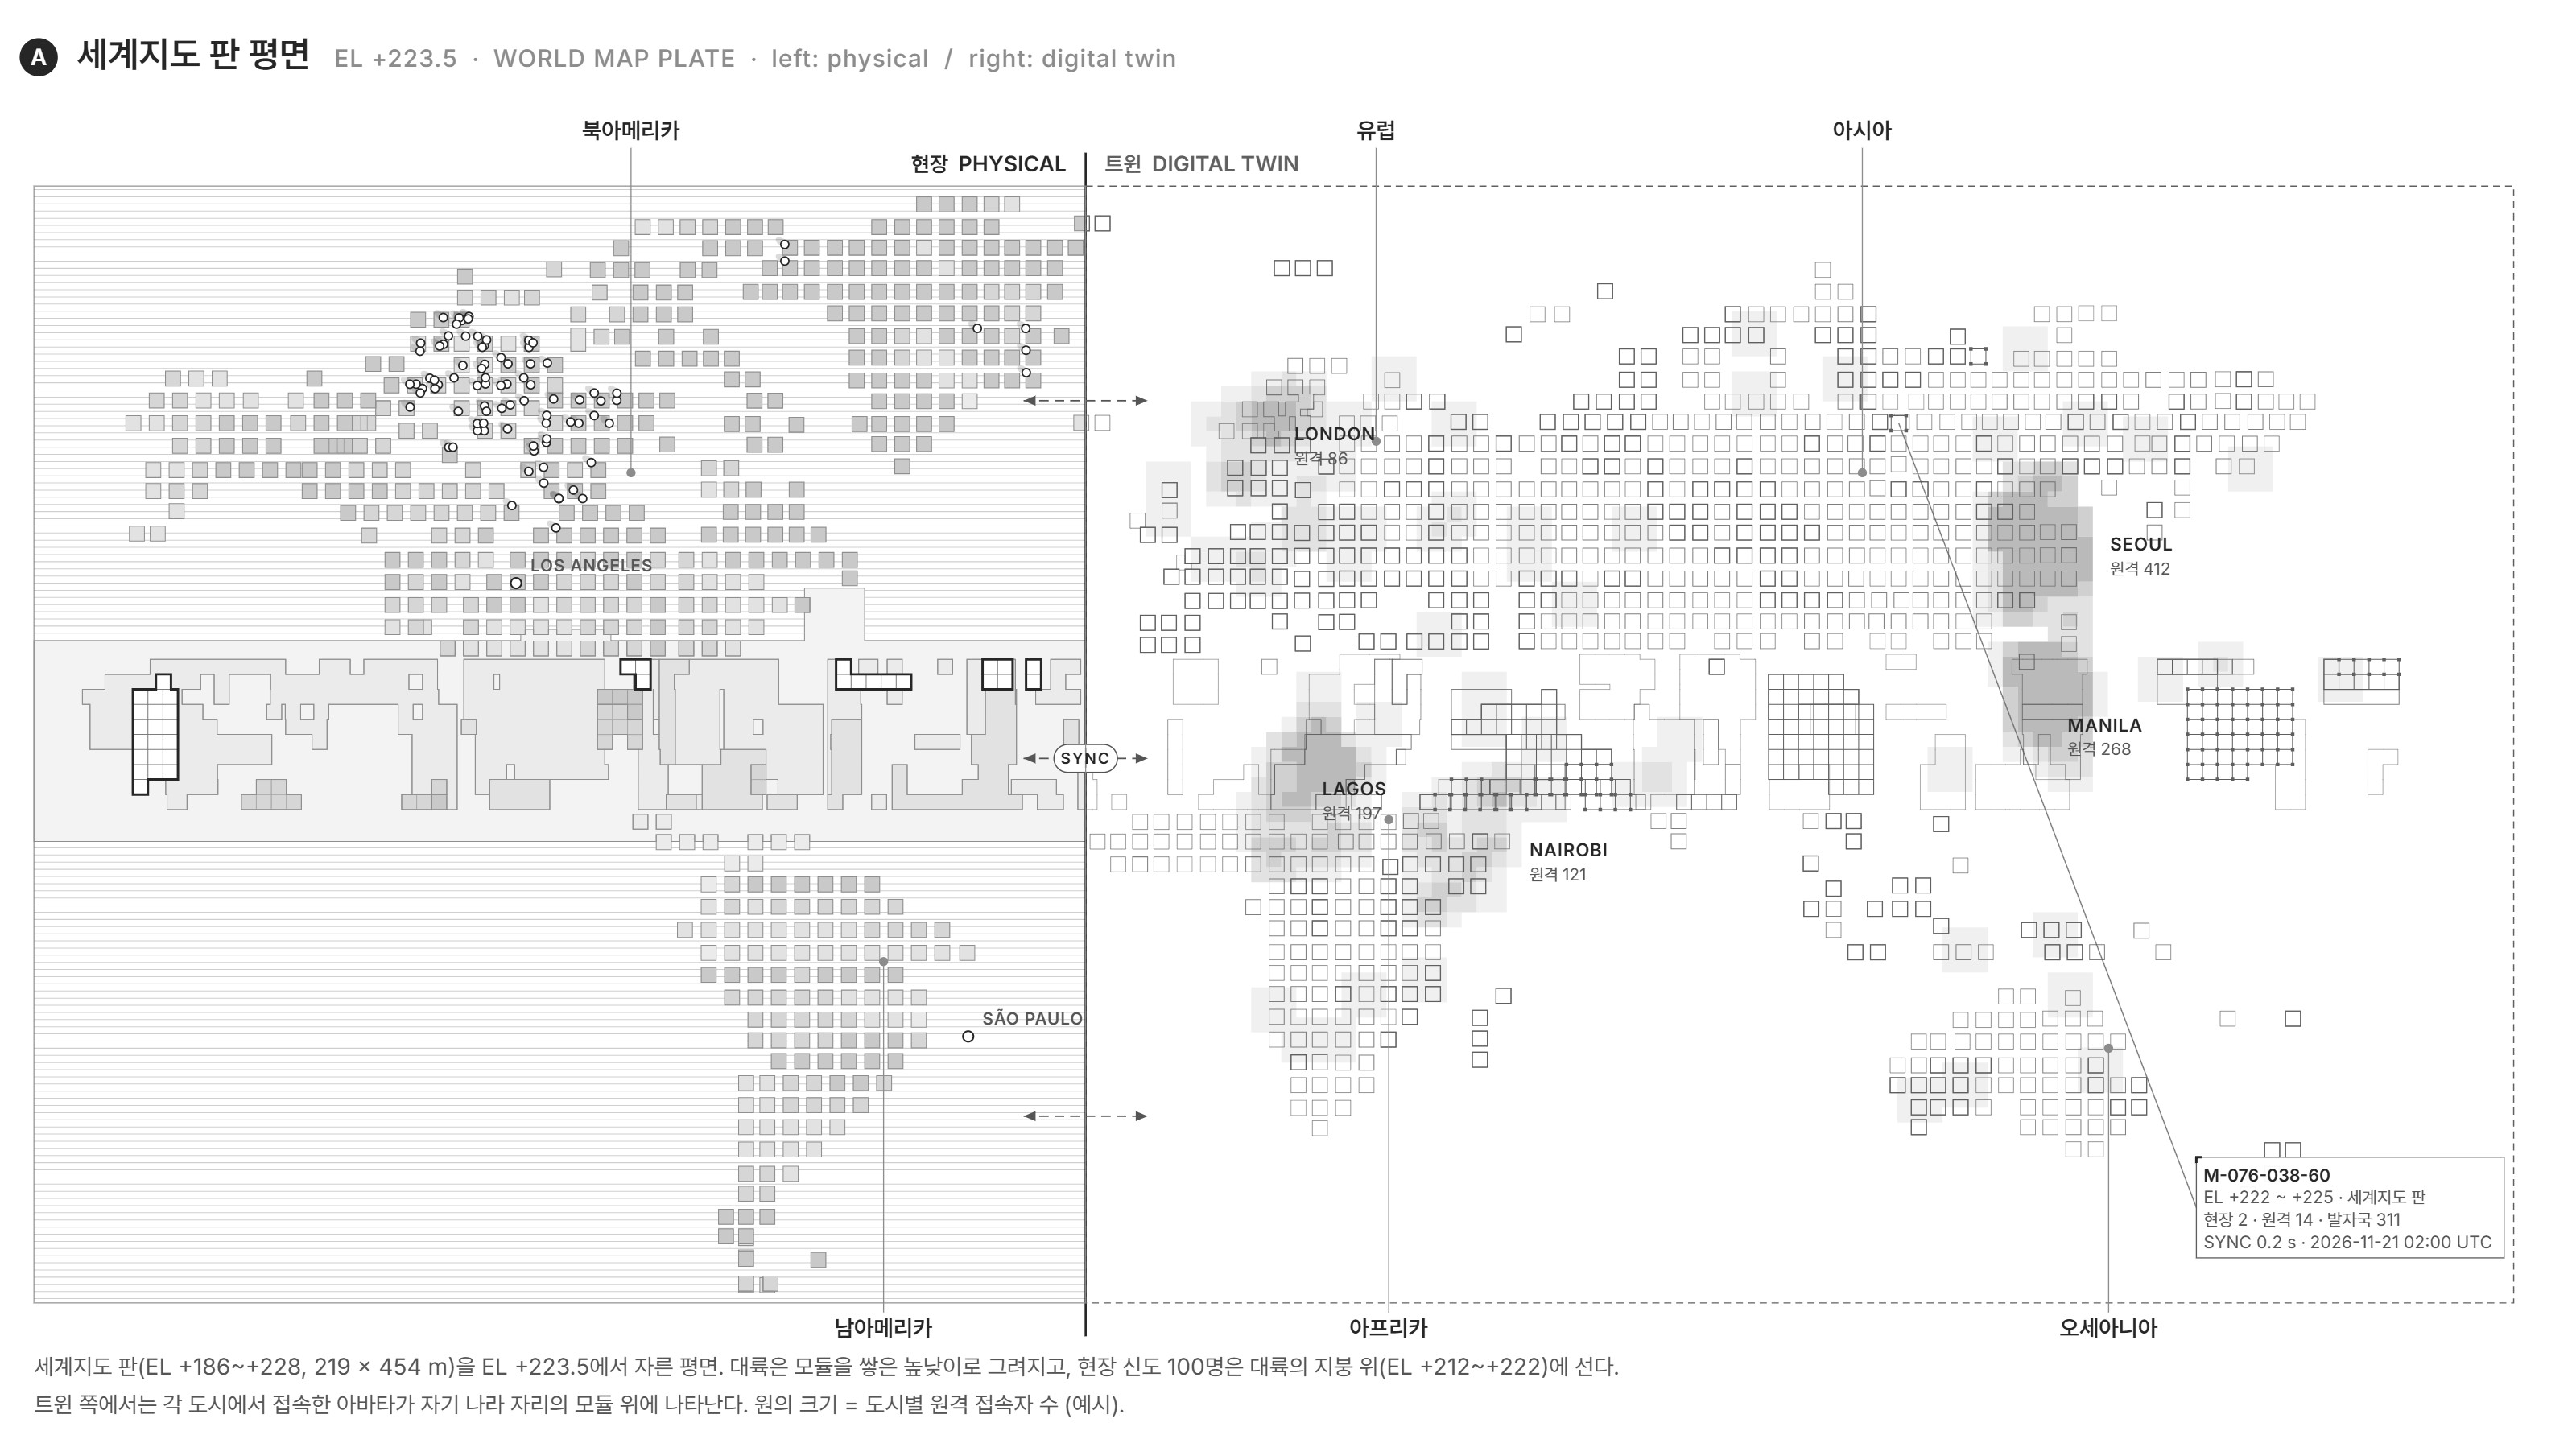 A 세계지도 판 평면 EL +223.5 · WORLD MAP PLATE · left: physical / right: digital twin
북아메리카
유럽
아시아
현장 PHYSICAL
트윈 DIGITAL TWIN
LONDON
원격 86
SEOUL
원격 412
LOS ANGELES
MANILA
원격 268
SYNC
LAGOS
원격 197
NAIROBI
원격 121
SÃO PAULO
M-076-038-60
EL +222 ~ +225 · 세계지도 판
현장 2 · 원격 14 · 발자국 311
SYNC 0.2 s · 2026-11-21 02:00 UTC
남아메리카
아프리카
오세아니아
세계지도 판(EL +186~+228, 219 × 454 m)을 EL +223.5에서 자른 평면. 대륙은 모듈을 쌓은 높낮이로 그려지고, 현장 신도 100명은 대륙의 지붕 위(EL +212~+222)에 선다.
트윈 쪽에서는 각 도시에서 접속한 아바타가 자기 나라 자리의 모듈 위에 나타난다. 원의 크기 = 도시별 원격 접속자 수 (예시).